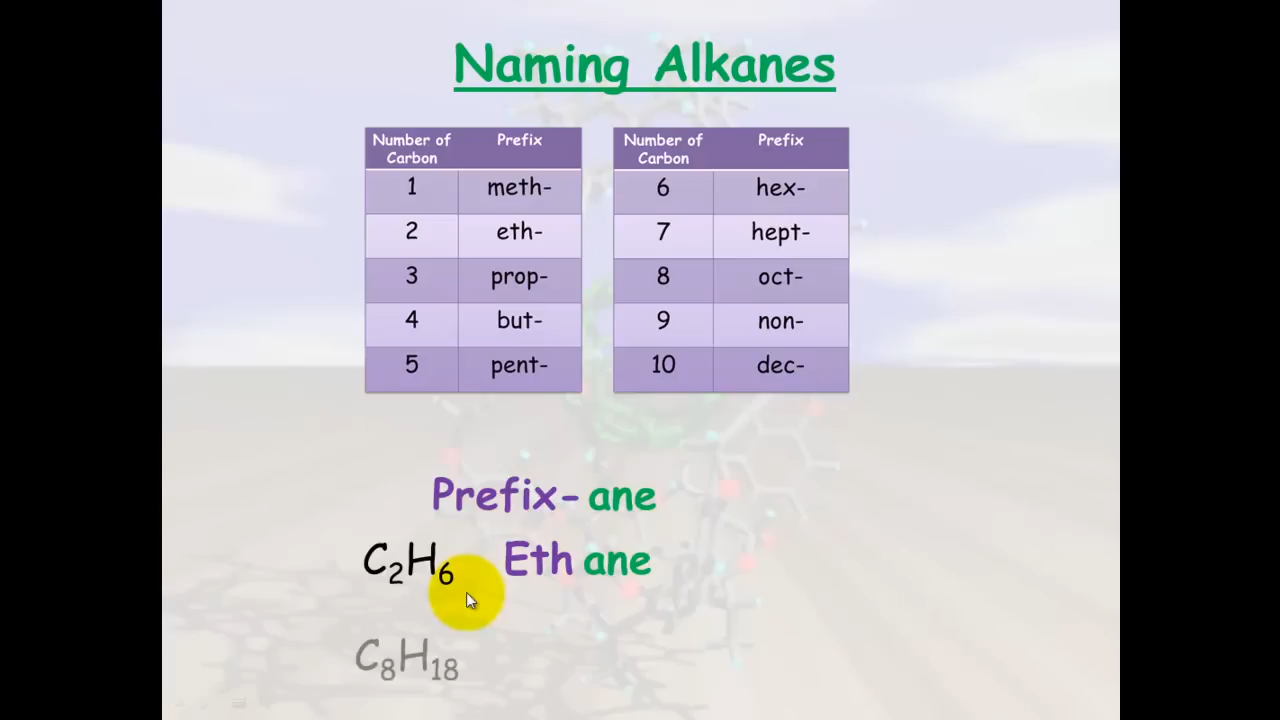 Naming Alkanes
Number of Carbon Prefix
1 meth-
2 eth-
3 prop-
4 but-
5 pent-
Number of Carbon Prefix
6 hex-
7 hept-
8 oct-
9 non-
10 dec-
Prefix- ane
C₂H₆ Eth ane
C₈H₁₈